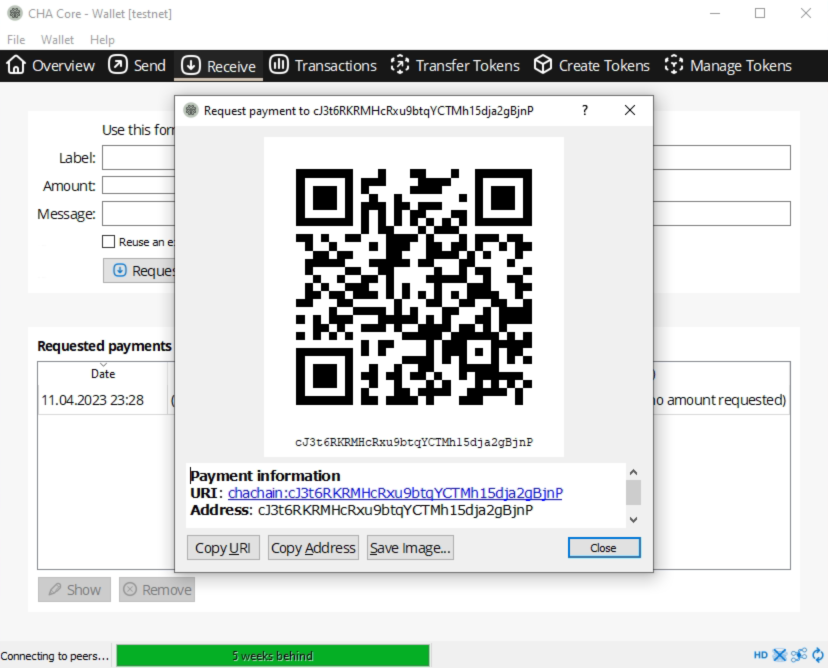 CHA Core - Wallet [testnet]
File Wallet Help
Overview Send Receive Transactions Transfer Tokens Create Tokens Manage Tokens
Request payment to cJ3t6RKRMHcRxu9btqYCTMh15dja2gBjnP ?
Use this for
Label:
Amount:
Message:
Reuse an e
Reques
cJ3t6RKRMHcRxu9btqYCTMh15dja2gBjnP
Requested payments
Date
11.04.2023 23:28
no amount requested)
Payment information
URI: chachain:cJ3t6RKRMHcRxu9btqYCTMh15dja2gBjnP
Address: cJ3t6RKRMHcRxu9btqYCTMh15dja2gBjnP
Copy URI Copy Address Save Image... Close
Show Remove
Connecting to peers... 5 weeks behind HD